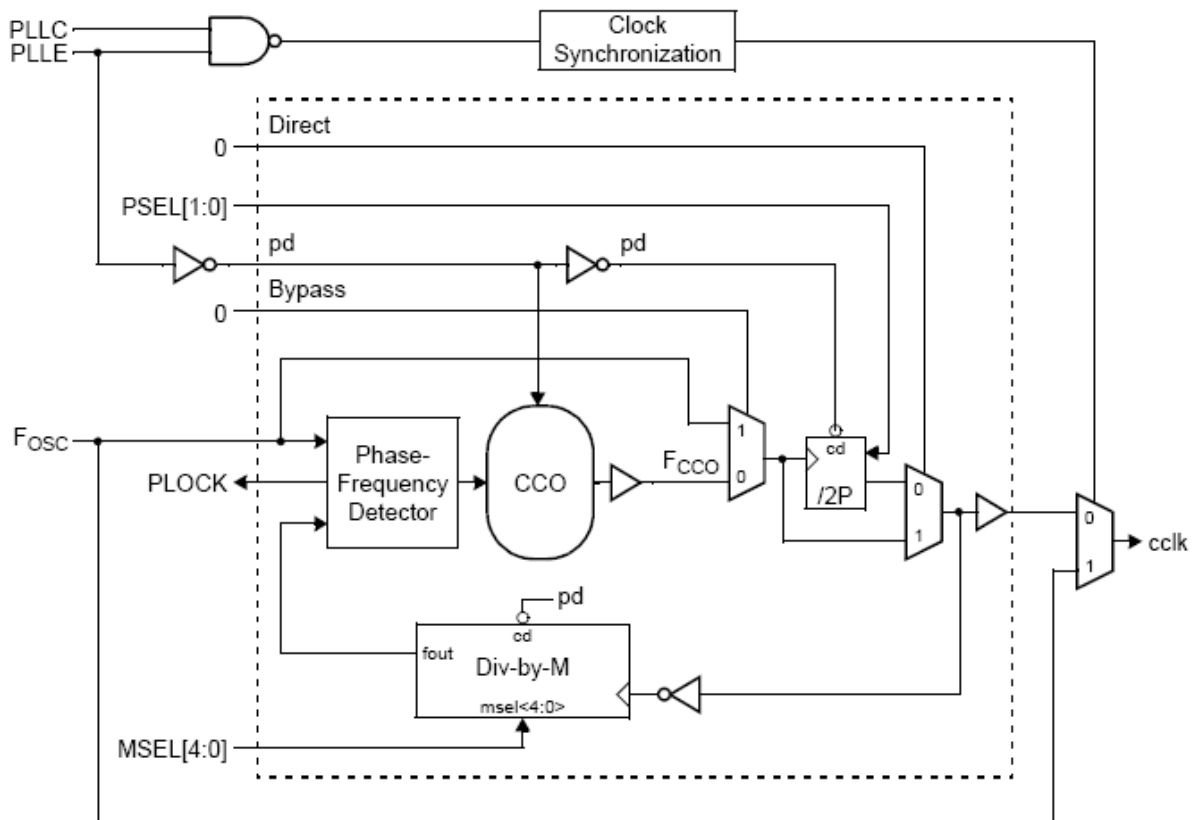 PLLC
PLLE
Clock
Synchronization
Direct
0
PSEL[1:0]
pd
pd
Bypass
0
FOSC
Phase-
Frequency
Detector
PLOCK
CCO
FCCO
1
0
cd
/2P
0
1
0
1
cclk
pd
cd
fout
Div-by-M
msel<4:0>
MSEL[4:0]